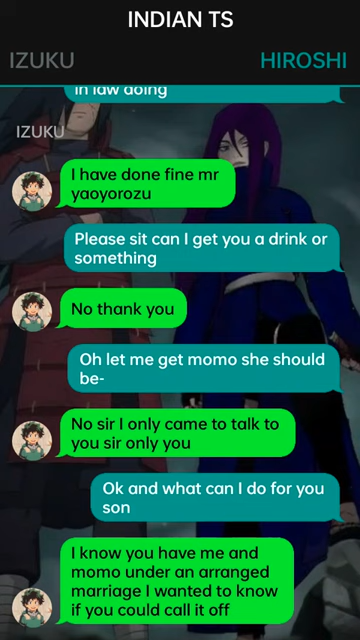 INDIAN TS
IZUKU
HIROSHI
in law doing
IZUKU
I have done fine mr
yaoyorozu
Please sit can I get you a drink or
something
No thank you
Oh let me get momo she should
be-
No sir I only came to talk to
you sir only you
Ok and what can I do for you
son
I know you have me and
momo under an arranged
marriage I wanted to know
if you could call it off